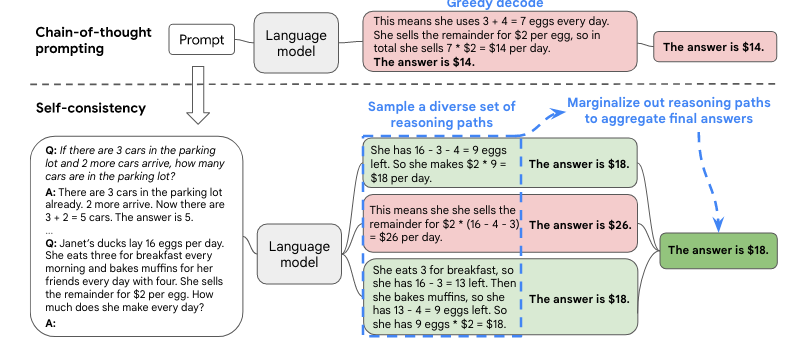 Greedy decode
Chain-of-thought
prompting
Prompt
Language
model
This means she uses 3 + 4 = 7 eggs every day.
She sells the remainder for $2 per egg, so in
total she sells 7 * $2 = $14 per day.
The answer is $14.
The answer is $14.
Self-consistency
Sample a diverse set of
reasoning paths
Marginalize out reasoning paths
to aggregate final answers
Q: If there are 3 cars in the parking
lot and 2 more cars arrive, how many
cars are in the parking lot?
A: There are 3 cars in the parking lot
already. 2 more arrive. Now there are
3 + 2 = 5 cars. The answer is 5.
...
Q: Janet's ducks lay 16 eggs per day.
She eats three for breakfast every
morning and bakes muffins for her
friends every day with four. She sells
the remainder for $2 per egg. How
much does she make every day?
A:
Language
model
She has 16 - 3 - 4 = 9 eggs
left. So she makes $2 * 9 =
$18 per day.
The answer is $18.
This means she she sells the
remainder for $2 * (16 - 4 - 3)
= $26 per day.
The answer is $26.
She eats 3 for breakfast, so
she has 16 - 3 = 13 left. Then
she bakes muffins, so she
has 13 - 4 = 9 eggs left. So
she has 9 eggs * $2 = $18.
The answer is $18.
The answer is $18.